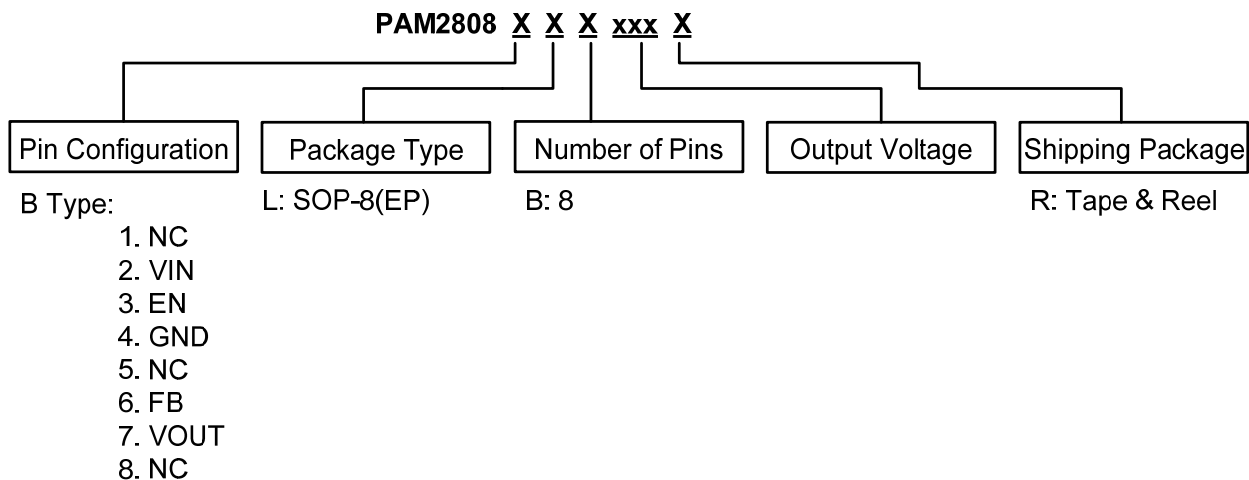 PAM2808 X X X xxx X
Pin Configuration
Package Type
Number of Pins
Output Voltage
Shipping Package
B Type:
1. NC
2. VIN
3. EN
4. GND
5. NC
6. FB
7. VOUT
8. NC
L: SOP-8(EP)
B: 8
R: Tape & Reel